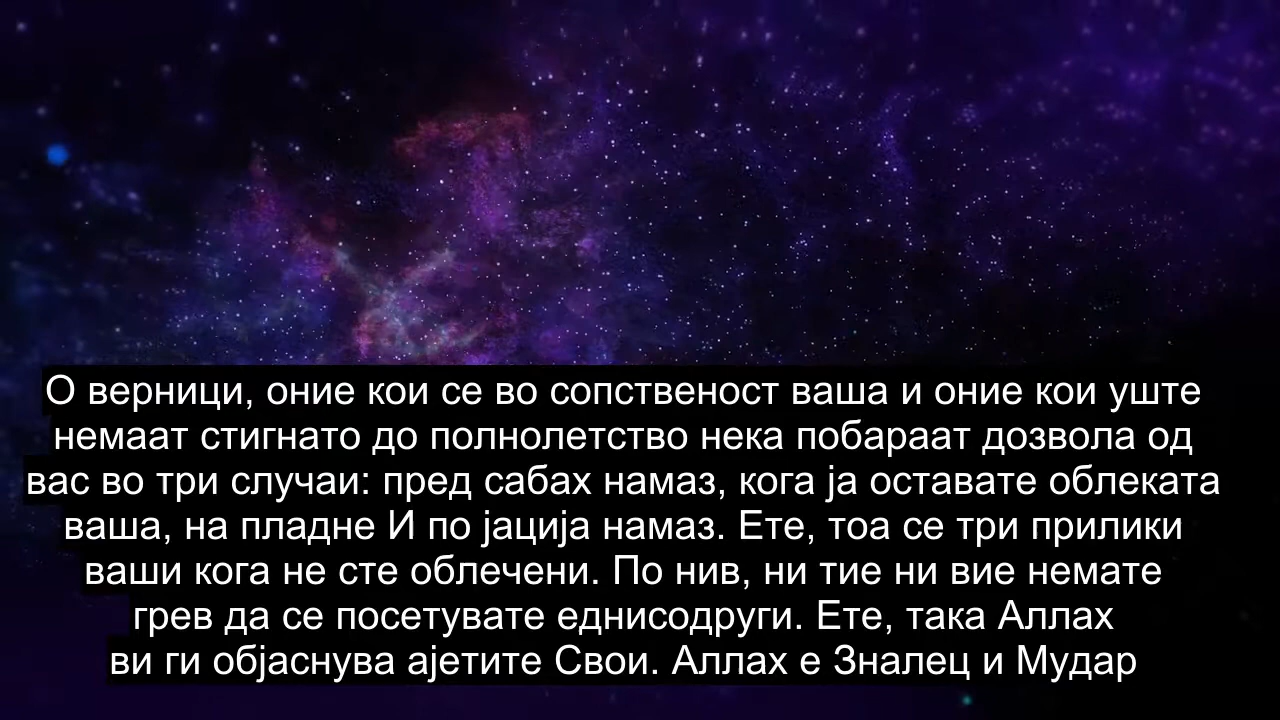 О верници, оние кои се во сопственост ваша и оние кои уште
немаат стигнато до полнолетство нека побараат дозвола од
вас во три случаи: пред сабах намаз, кога ја оставате облеката
ваша, на пладне И по јација намаз. Ете, тоа се три прилики
ваши кога не сте облечени. По нив, ни тие ни вие немате
грев да се посетувате еднисодруги. Ете, така Аллах
ви ги објаснува ајетите Свои. Аллах е Зналец и Мудар